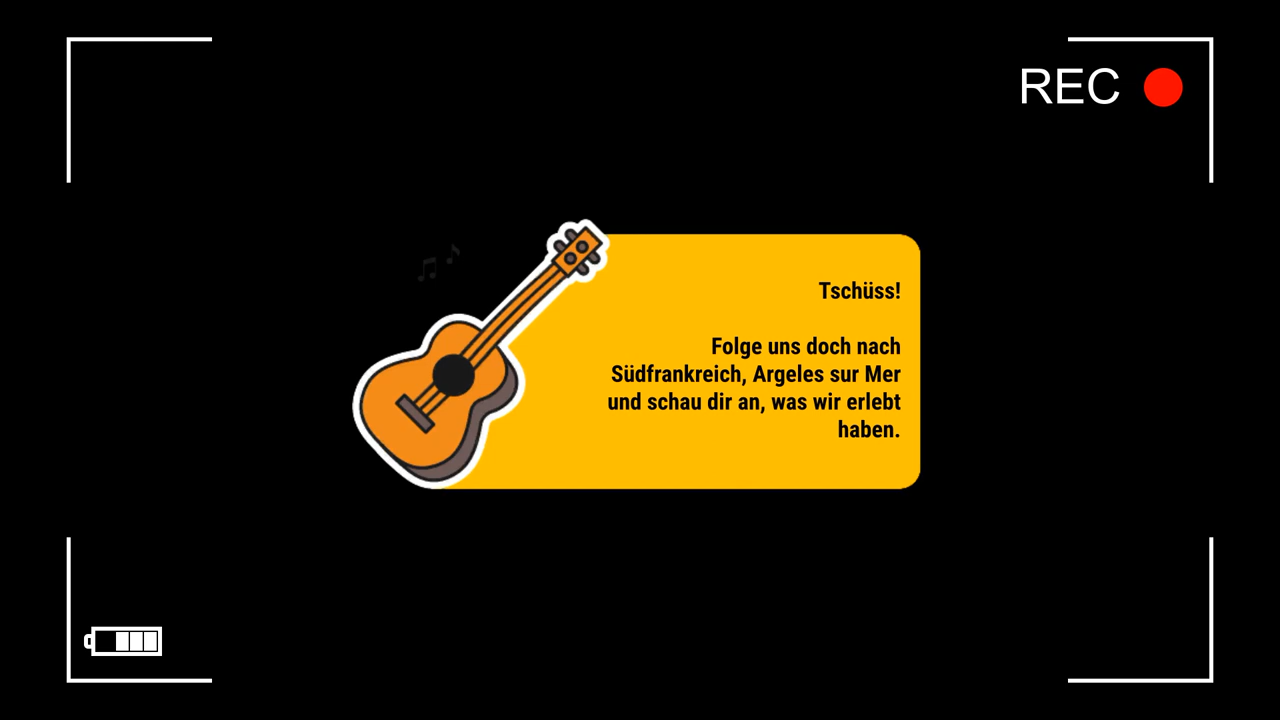 REC
Tschüss!
Folge uns doch nach
Südfrankreich, Argeles sur Mer
und schau dir an, was wir erlebt
haben.